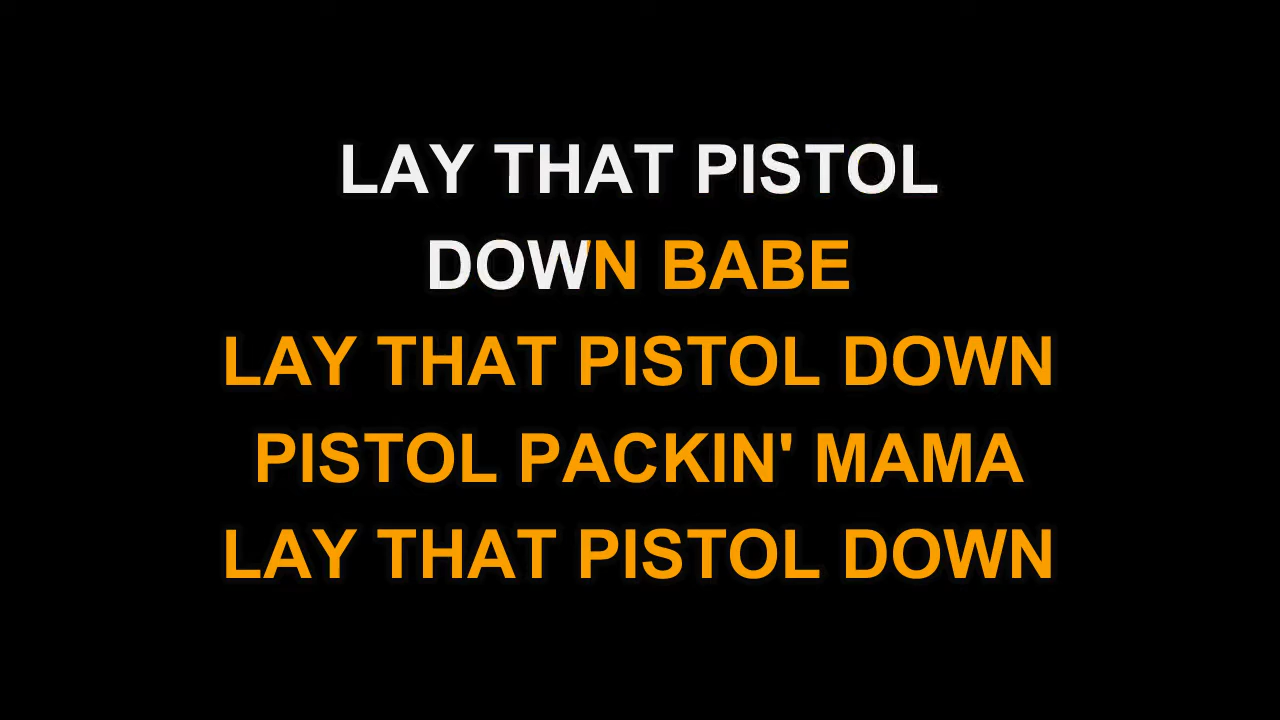 LAY THAT PISTOL
DOWN BABE
LAY THAT PISTOL DOWN
PISTOL PACKIN' MAMA
LAY THAT PISTOL DOWN